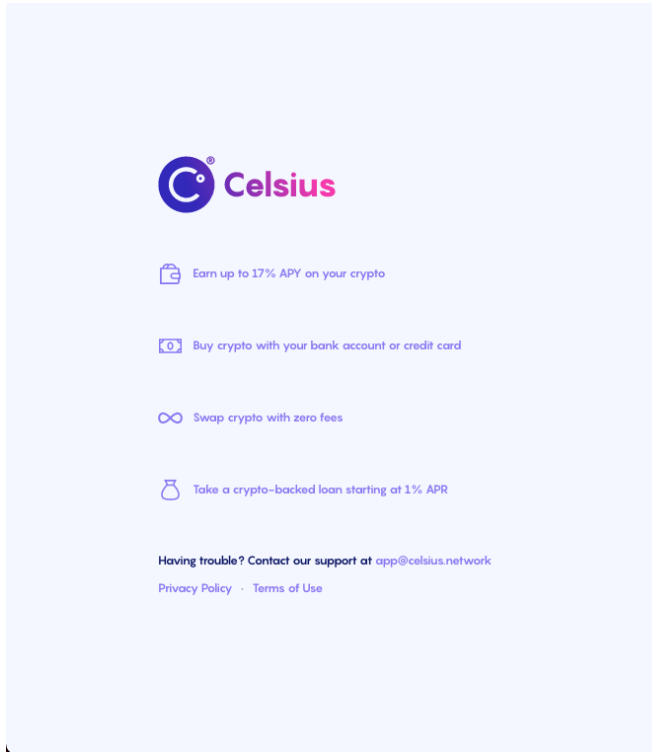 Celsius®
Earn up to 17% APY on your crypto
Buy crypto with your bank account or credit card
Swap crypto with zero fees
Take a crypto-backed loan starting at 1% APR
Having trouble? Contact our support at app@celsius.network
Privacy Policy · Terms of Use